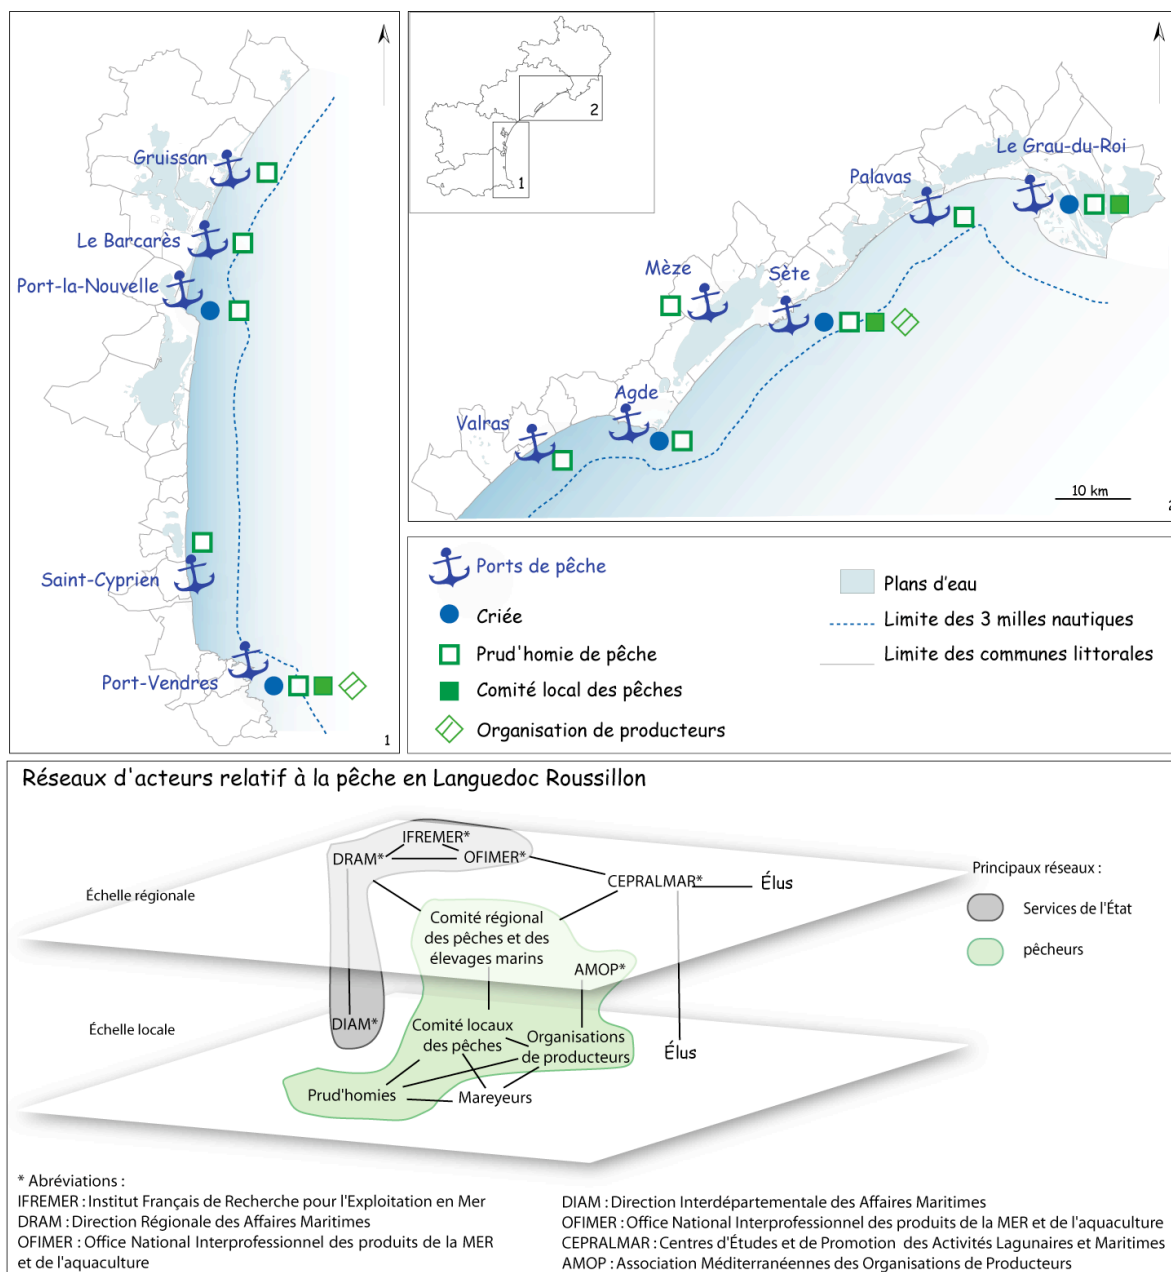 Gruissan
Le Barcarès
Port-la-Nouvelle
Saint-Cyprien
Port-Vendres
1
2
1
Le Grau-du-Roi
Palavas
Mèze
Sète
Agde
Valras
10 km
2
Ports de pêche
Criée
Prud'homie de pêche
Comité local des pêches
Organisation de producteurs
Plans d'eau
Limite des 3 milles nautiques
Limite des communes littorales
Réseaux d'acteurs relatif à la pêche en Languedoc Roussillon
IFREMER*
DRAM*
OFIMER*
CEPRALMAR*
Élus
Échelle régionale
Comité régional
des pêches et des
élevages marins
AMOP*
Principaux réseaux :
Services de l'État
pêcheurs
Échelle locale
DIAM*
Comité locaux
des pêches
Organisations
de producteurs
Élus
Prud'homies
Mareyeurs
* Abréviations :
IFREMER : Institut Français de Recherche pour l'Exploitation en Mer
DRAM : Direction Régionale des Affaires Maritimes
OFIMER : Office National Interprofessionnel des produits de la MER
et de l'aquaculture
DIAM : Direction Interdépartementale des Affaires Maritimes
OFIMER : Office National Interprofessionnel des produits de la MER et de l'aquaculture
CEPRALMAR : Centres d'Études et de Promotion des Activités Lagunaires et Maritimes
AMOP : Association Méditerranéennes des Organisations de Producteurs